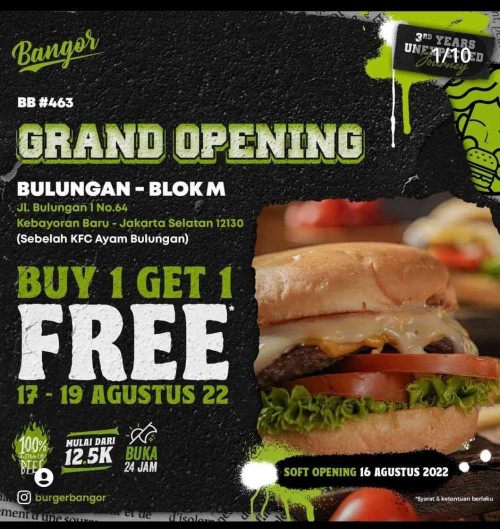 Bangor
3RD YEARS
UNEXPECTED
Journey
1/10
BB #463
GRAND OPENING
BULUNGAN - BLOK M
Jl. Bulungan 1 No.64
Kebayoran Baru - Jakarta Selatan 12130
(Sebelah KFC Ayam Bulungan)
BUY 1 GET 1
FREE*
17 - 19 AGUSTUS 22
100%
BEEF
MULAI DARI
12.5K
BUKA
24 JAM
SOFT OPENING 16 AGUSTUS 2022
burgerbangor
*Syarat & ketentuan berlaku